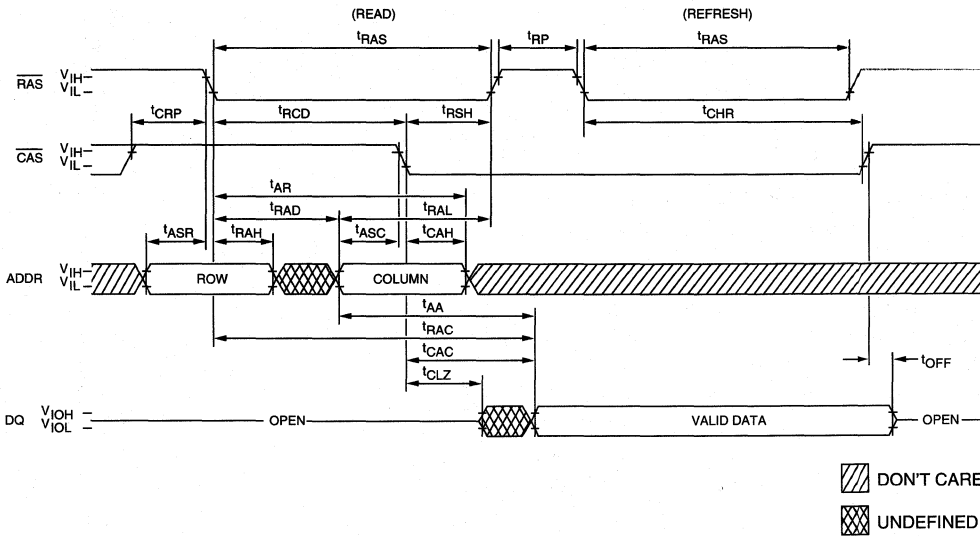 (READ) (REFRESH)
tRAS tRP tRAS
RAS VIH VIL
tCRP tRCD tRSH tCHR
CAS VIH VIL
tAR
tRAD tRAL
tASR tRAH tASC tCAH
ADDR VIH VIL ROW COLUMN
tAA
tRAC
tCAC tOFF
tCLZ
DQ VIOH VIOL OPEN VALID DATA OPEN
DON'T CARE
UNDEFINED